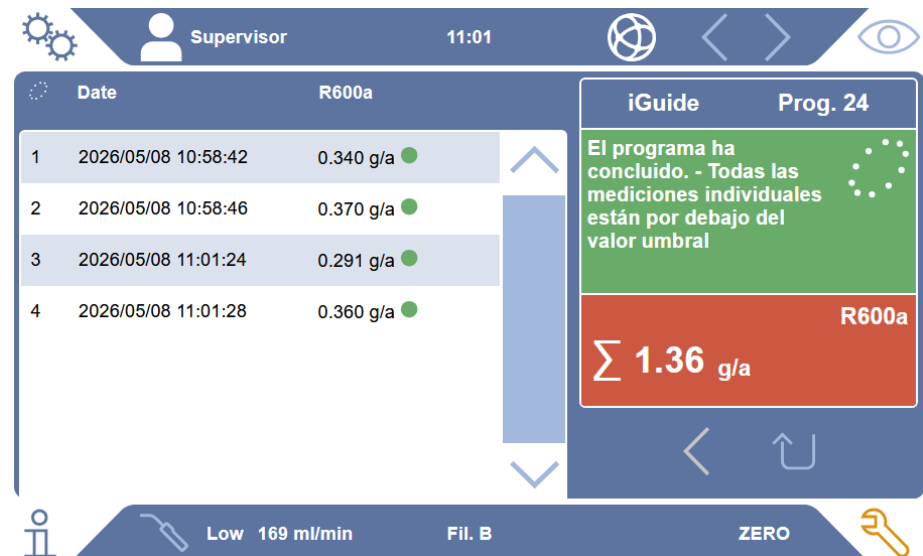 Supervisor 11:01
Date R600a
iGuide Prog. 24
1 2026/05/08 10:58:42 0.340 g/a
2 2026/05/08 10:58:46 0.370 g/a
3 2026/05/08 11:01:24 0.291 g/a
4 2026/05/08 11:01:28 0.360 g/a
El programa ha
concluido. - Todas las
mediciones individuales
están por debajo del
valor umbral
R600a
∑ 1.36 g/a
Low 169 ml/min Fil. B ZERO